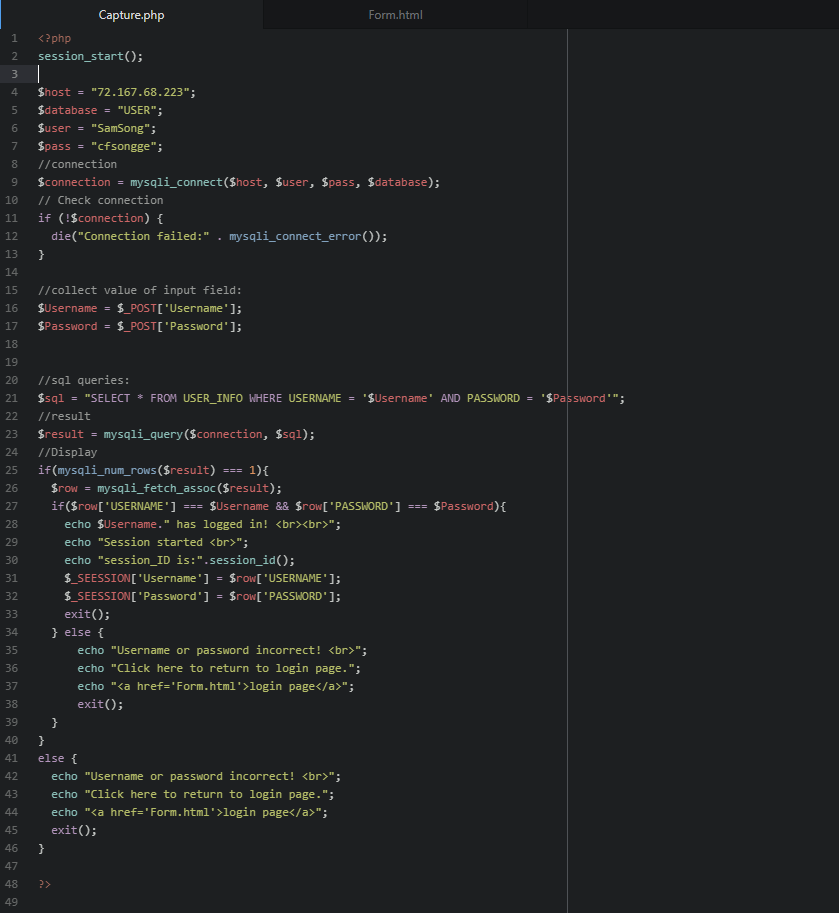 Capture.php Form.html
1 <?php
2 session_start();
3
4 $host = "72.167.68.223";
5 $database = "USER";
6 $user = "SamSong";
7 $pass = "cfsongge";
8 //connection
9 $connection = mysqli_connect($host, $user, $pass, $database);
10 // Check connection
11 if (!$connection) {
12   die("Connection failed:" . mysqli_connect_error());
13 }
14
15 //collect value of input field:
16 $Username = $_POST['Username'];
17 $Password = $_POST['Password'];
18
19
20 //sql queries:
21 $sql = "SELECT * FROM USER_INFO WHERE USERNAME = '$Username' AND PASSWORD = '$Password'";
22 //result
23 $result = mysqli_query($connection, $sql);
24 //Display
25 if(mysqli_num_rows($result) === 1){
26   $row = mysqli_fetch_assoc($result);
27   if($row['USERNAME'] === $Username && $row['PASSWORD'] === $Password){
28     echo $Username." has logged in! <br><br>";
29     echo "Session started <br>";
30     echo "session_ID is:".session_id();
31     $_SEESSION['Username'] = $row['USERNAME'];
32     $_SEESSION['Password'] = $row['PASSWORD'];
33     exit();
34   } else {
35       echo "Username or password incorrect! <br>";
36       echo "Click here to return to login page.";
37       echo "<a href='Form.html'>login page</a>";
38       exit();
39   }
40 }
41 else {
42   echo "Username or password incorrect! <br>";
43   echo "Click here to return to login page.";
44   echo "<a href='Form.html'>login page</a>";
45   exit();
46 }
47
48 ?>
49